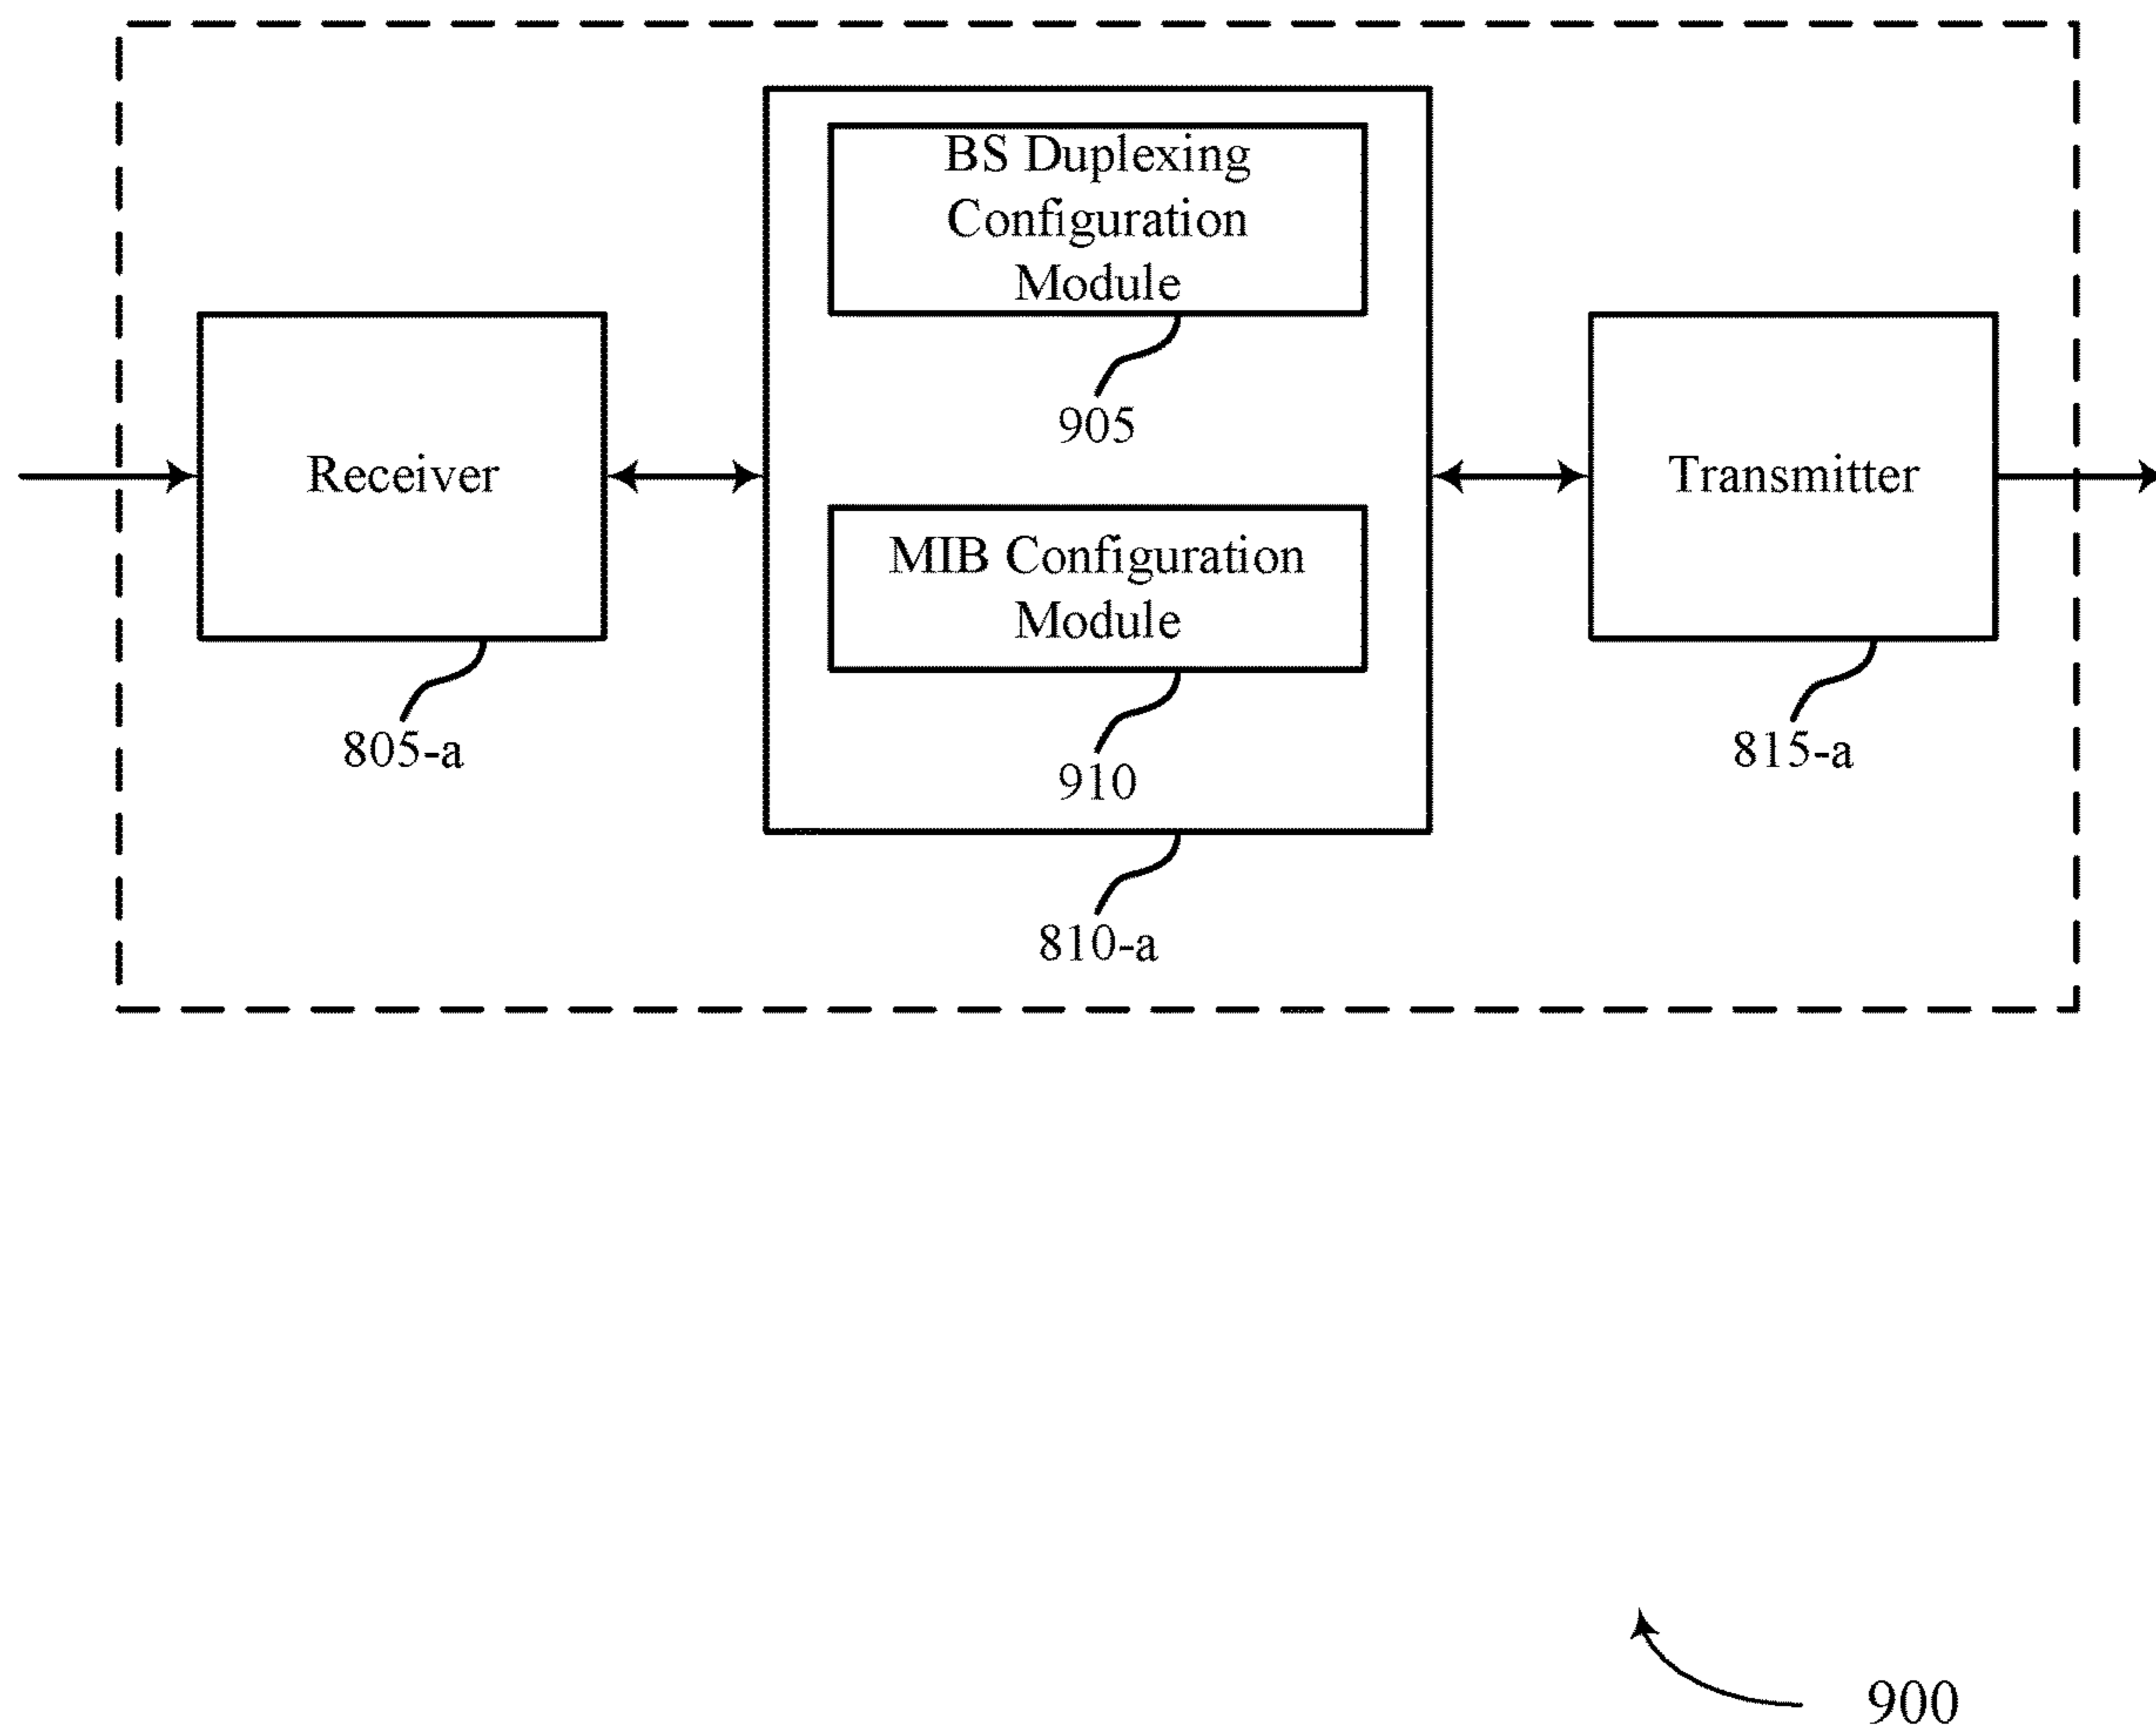 BS Duplexing
Configuration
Module
905
Receiver
Transmitter
MIB Configuration
Module
805-a
910
815-a
810-a
900